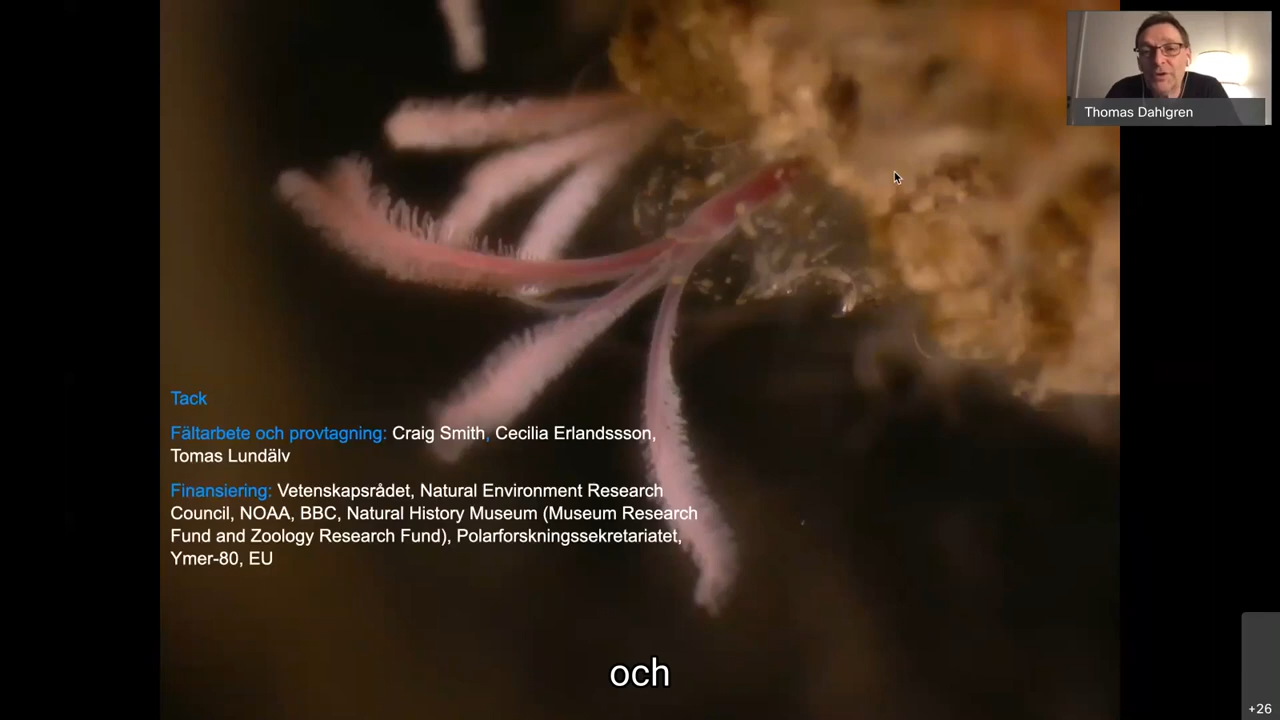 Thomas Dahlgren
Tack
Fältarbete och provtagning: Craig Smith, Cecilia Erlandssson,
Tomas Lundälv
Finansiering: Vetenskapsrådet, Natural Environment Research
Council, NOAA, BBC, Natural History Museum (Museum Research
Fund and Zoology Research Fund), Polarforskningssekretariatet,
Ymer-80, EU
och
+26